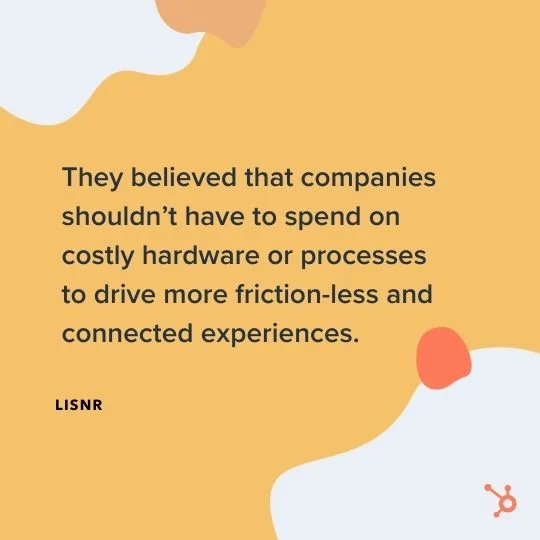 They believed that companies
shouldn’t have to spend on
costly hardware or processes
to drive more friction-less and
connected experiences.
LISNR